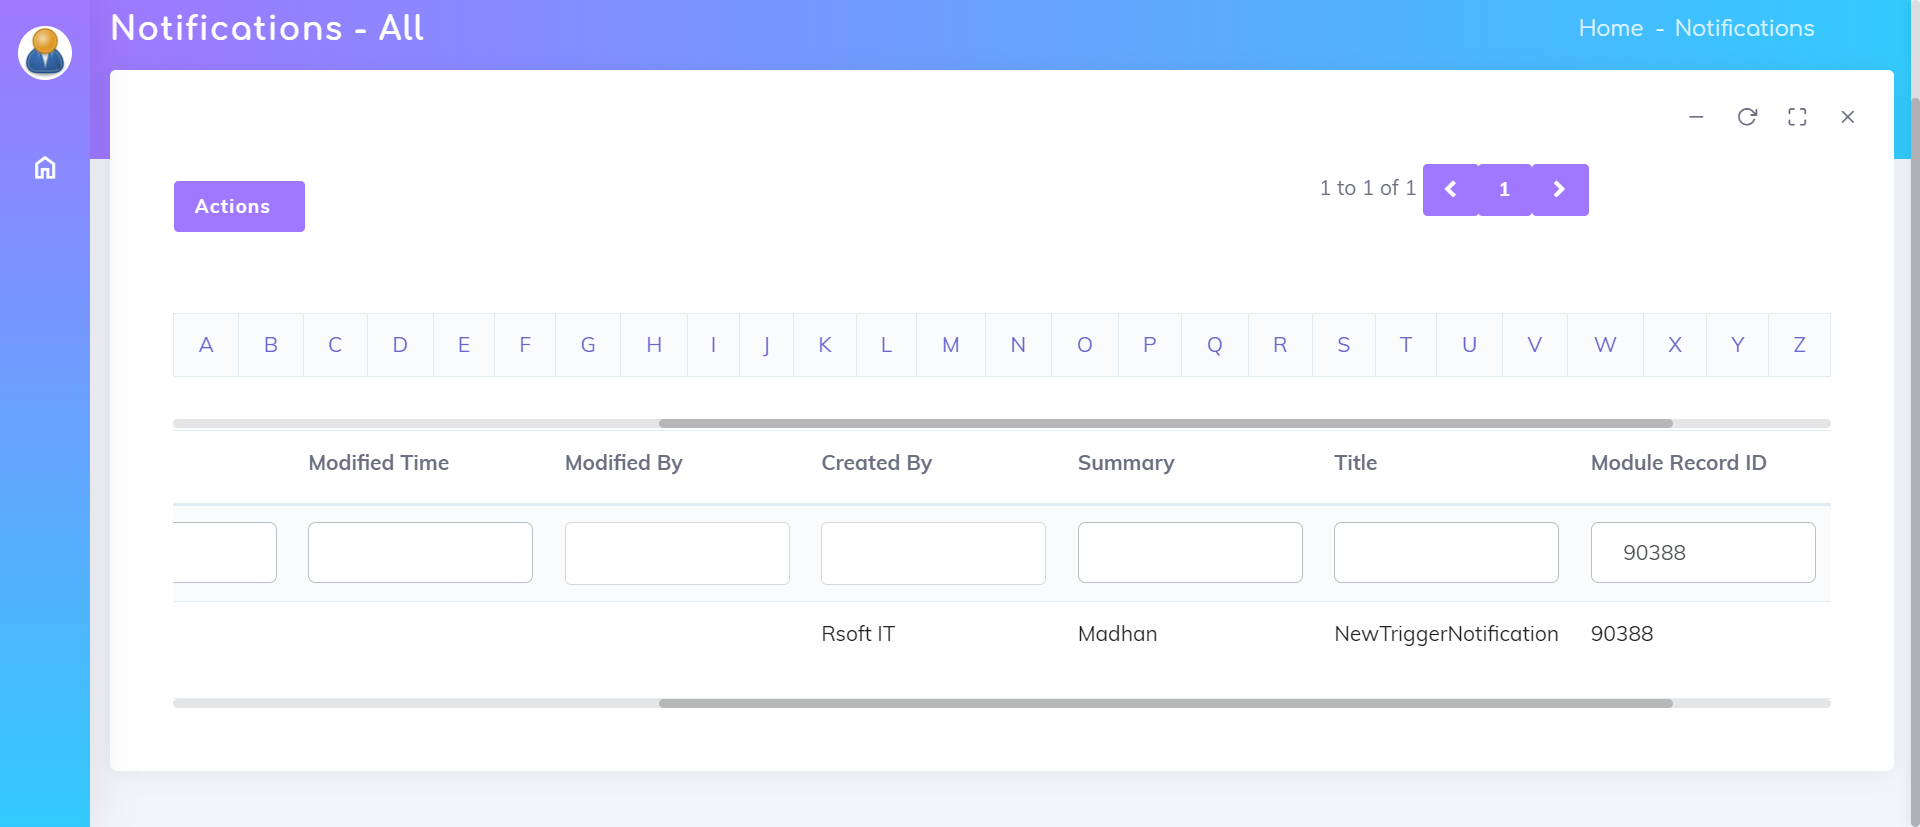 Notifications - All
Home - Notifications
Actions
1 to 1 of 1
1
A B C D E F G H I J K L M N O P Q R S T U V W X Y Z
Modified Time Modified By Created By Summary Title Module Record ID
90388
Rsoft IT Madhan NewTriggerNotification 90388